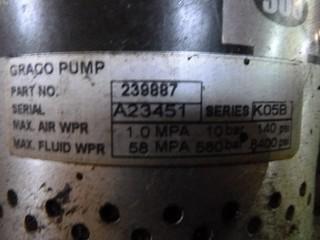 GRACO PUMP
PART NO. 239887
SERIAL A23451 SERIES K05B
MAX. AIR WPR 1.0 MPA 10 bar 140 psi
MAX. FLUID WPR 58 MPA 580 bar 8400 psi